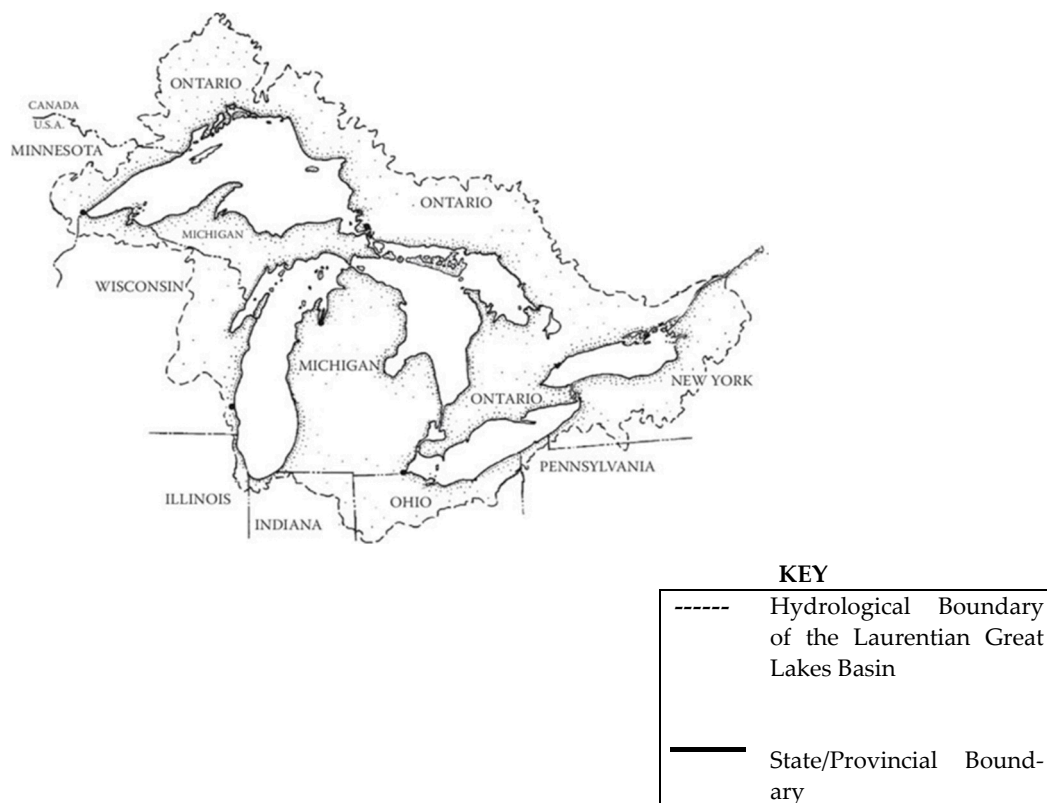 ONTARIO
CANADA
U.S.A.
MINNESOTA
ONTARIO
MICHIGAN
WISCONSIN
MICHIGAN
NEW YORK
ONTARIO
PENNSYLVANIA
ILLINOIS
OHIO
INDIANA
KEY
------ Hydrological Boundary
of the Laurentian Great
Lakes Basin
State/Provincial Bound-
ary